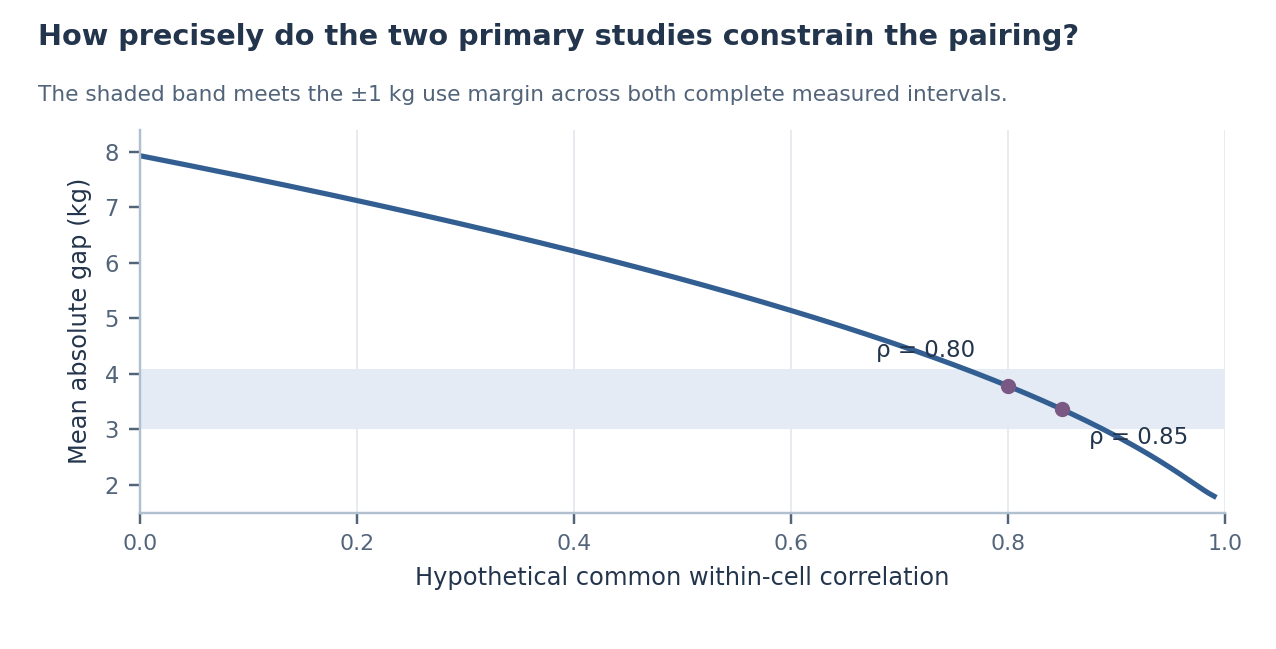 How precisely do the two primary studies constrain the pairing?
The shaded band meets the ±1 kg use margin across both complete measured intervals.
Mean absolute gap (kg)
8
7
6
5
4
3
2
ρ = 0.80
ρ = 0.85
0.0 0.2 0.4 0.6 0.8 1.0
Hypothetical common within-cell correlation